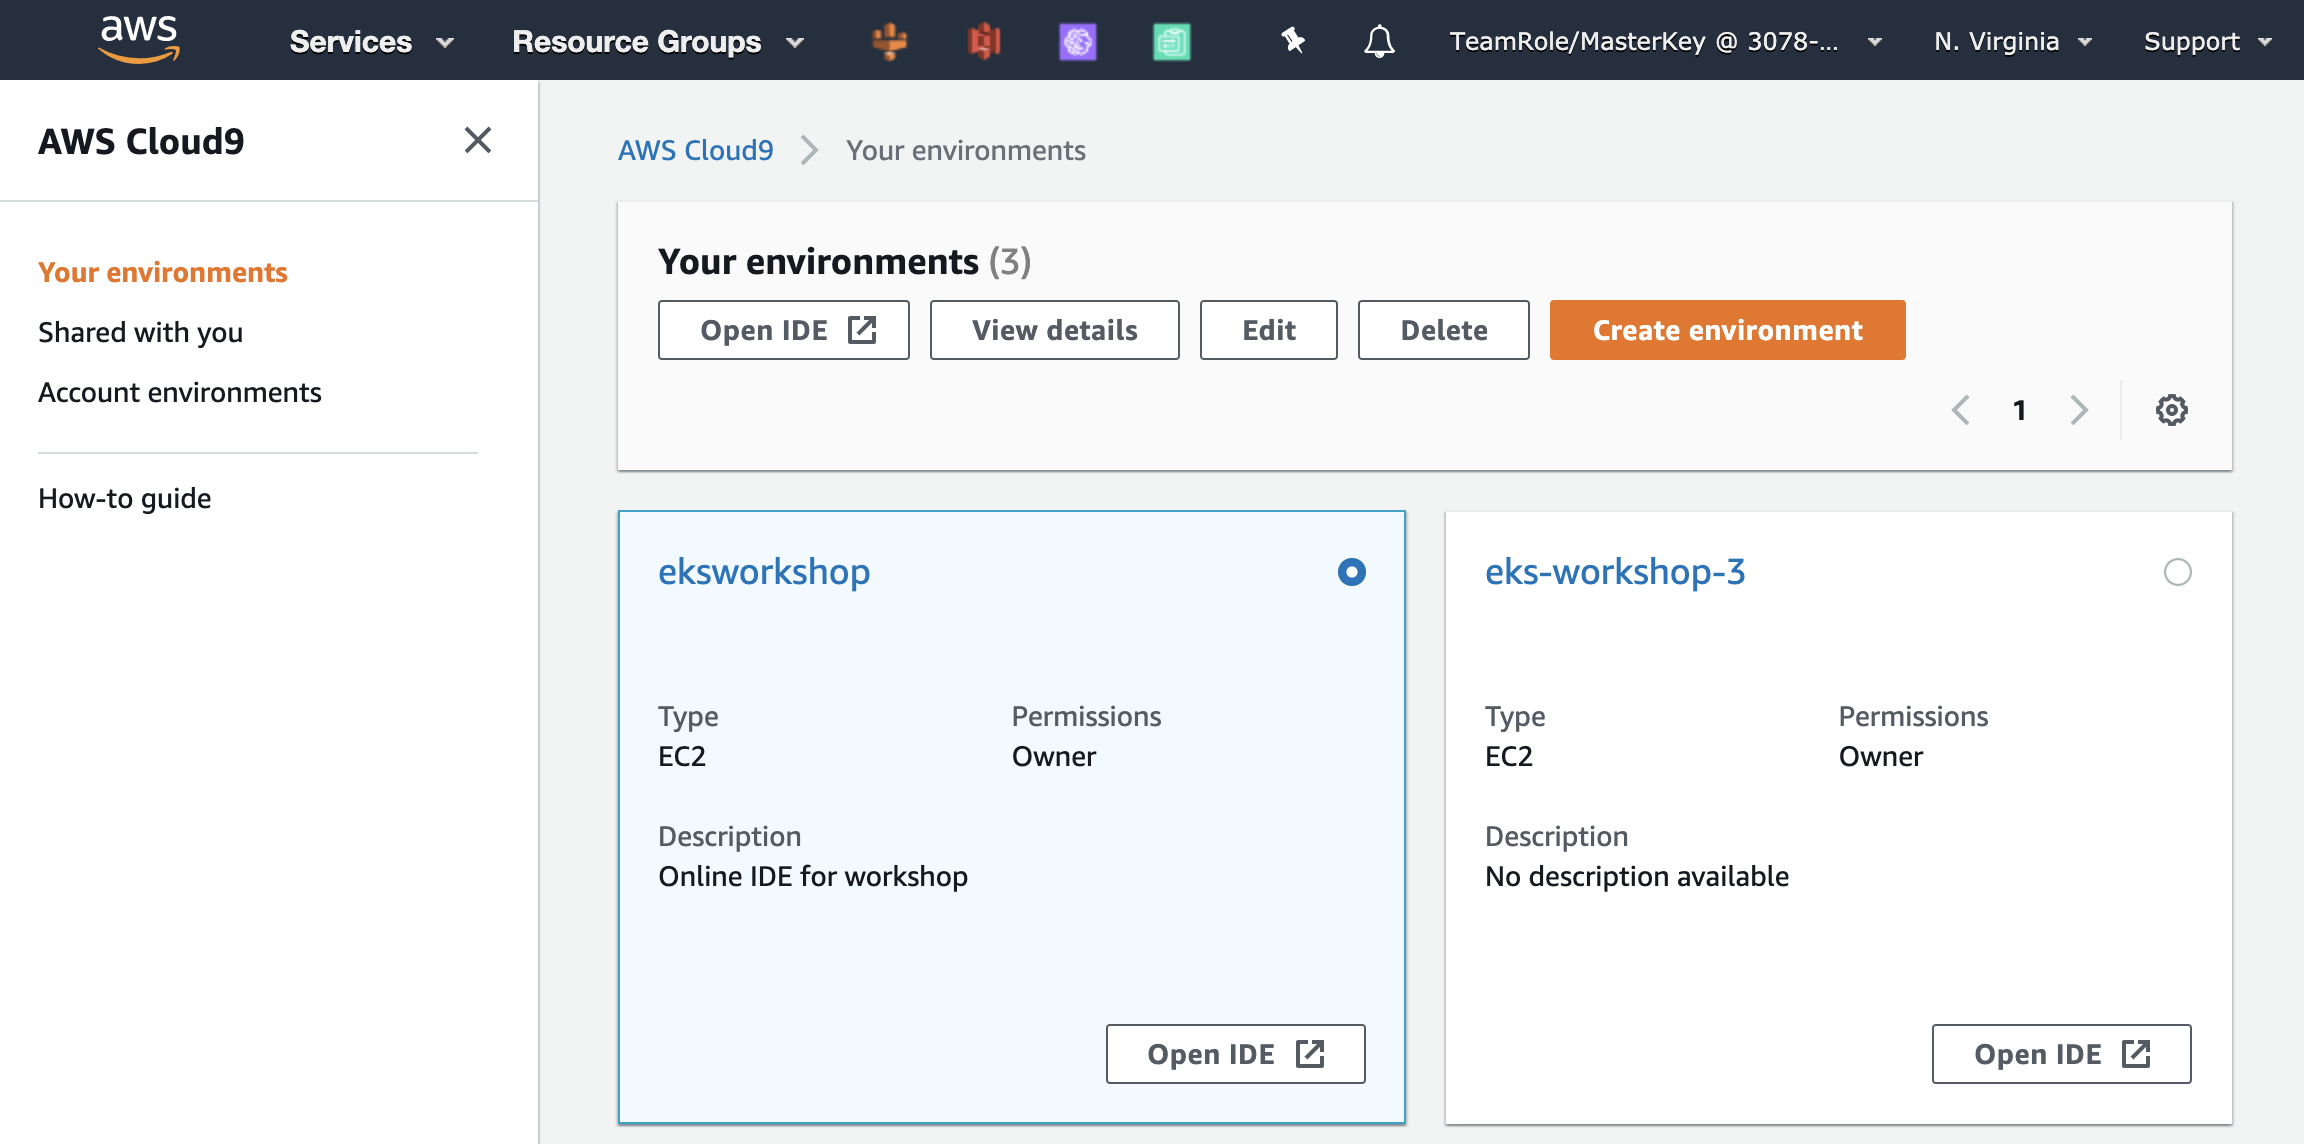 aws
Services
Resource Groups
TeamRole/MasterKey @ 3078-...
N. Virginia
Support
AWS Cloud9
Your environments
Shared with you
Account environments
How-to guide
AWS Cloud9 Your environments
Your environments (3)
Open IDE
View details
Edit
Delete
Create environment
1
eksworkshop
Type
EC2
Permissions
Owner
Description
Online IDE for workshop
Open IDE
eks-workshop-3
Type
EC2
Permissions
Owner
Description
No description available
Open IDE